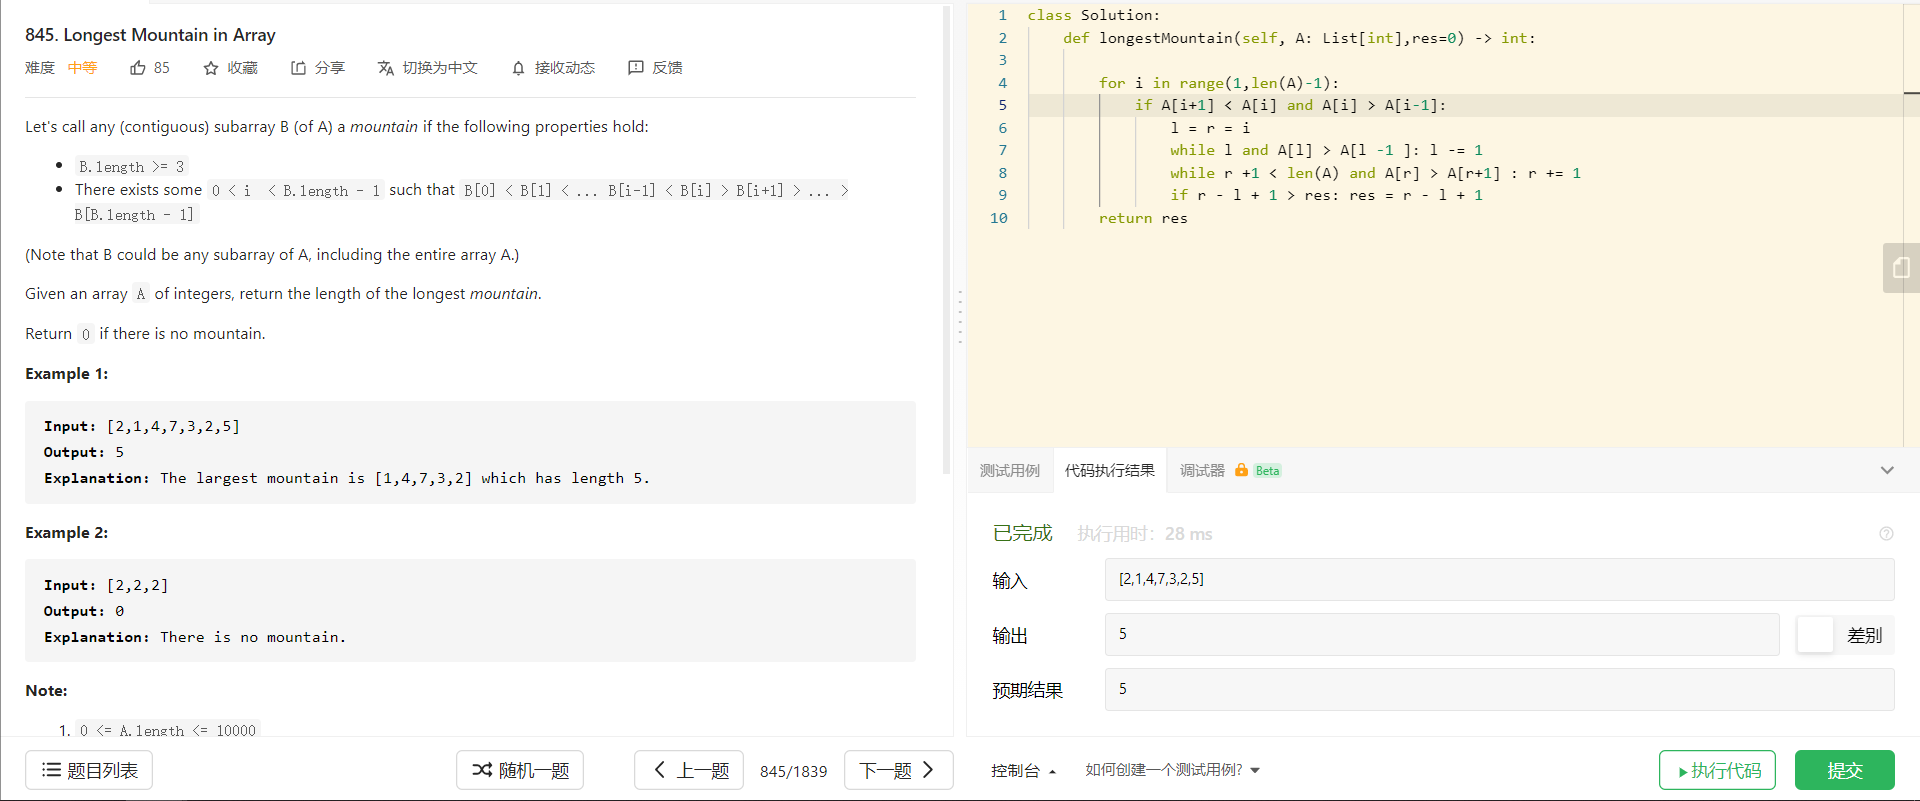 845. Longest Mountain in Array
难度 中等 85 收藏 分享 切换为中文 接收动态 反馈
Let's call any (contiguous) subarray B (of A) a mountain if the following properties hold:
• B.length >= 3
• There exists some 0 < i < B.length - 1 such that B[0] < B[1] < ... B[i-1] < B[i] > B[i+1] > ... >
B[B.length - 1]
(Note that B could be any subarray of A, including the entire array A.)
Given an array A of integers, return the length of the longest mountain.
Return 0 if there is no mountain.
Example 1:
Input: [2,1,4,7,3,2,5]
Output: 5
Explanation: The largest mountain is [1,4,7,3,2] which has length 5.
Example 2:
Input: [2,2,2]
Output: 0
Explanation: There is no mountain.
Note:
1. 0 <= A.length <= 10000
题目列表 随机一题 上一题 845/1839 下一题
1 class Solution:
2 def longestMountain(self, A: List[int],res=0) -> int:
3
4 for i in range(1,len(A)-1):
5 if A[i+1] < A[i] and A[i] > A[i-1]:
6 l = r = i
7 while l and A[l] > A[l -1 ]: l -= 1
8 while r +1 < len(A) and A[r] > A[r+1] : r += 1
9 if r - l + 1 > res: res = r - l + 1
10 return res
测试用例 代码执行结果 调试器 Beta
已完成 执行用时: 28 ms
输入 [2,1,4,7,3,2,5]
输出 5 差别
预期结果 5
控制台 如何创建一个测试用例? 执行代码 提交